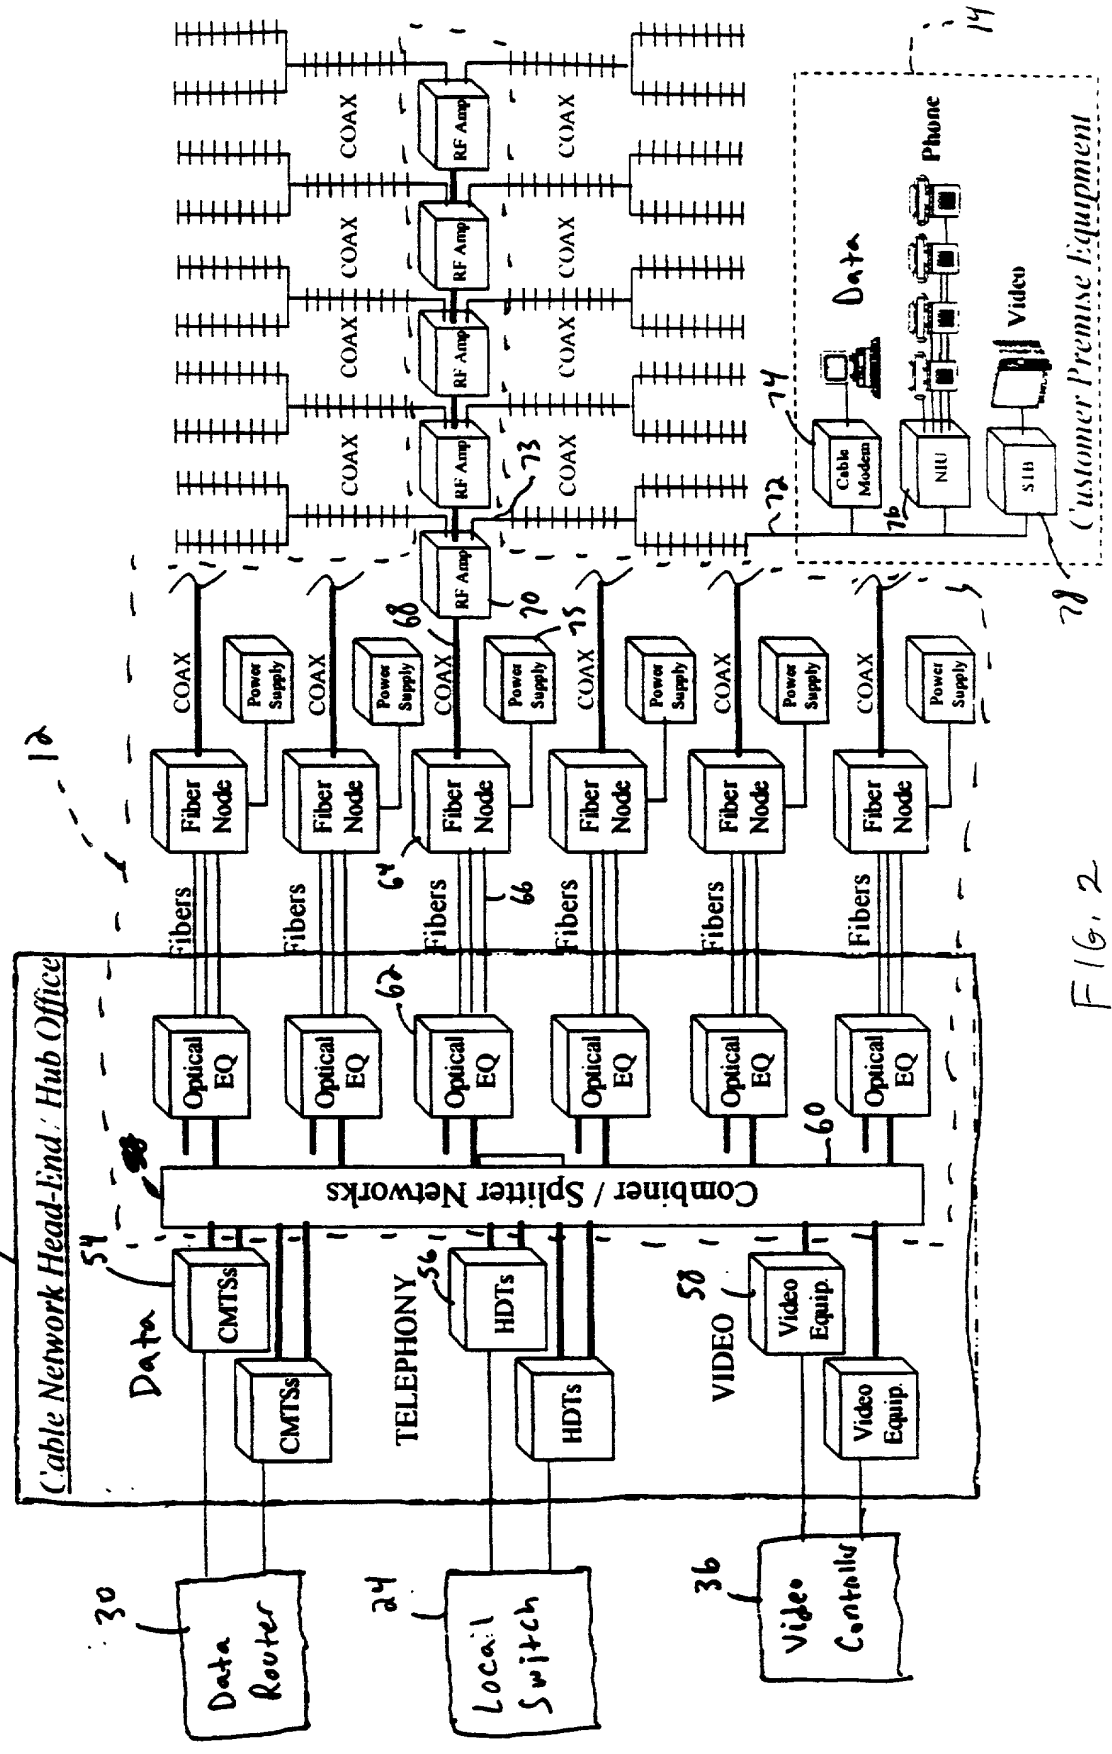 Cable Network Head-End / Hub Office
12
30
Data
Router
54
Data
CMTSs
CMTSs
24
Local
Switch
TELEPHONY
56
HDTs
HDTs
36
Video
VIDEO
58
Video
Equip.
Video
Equip.
Combiner / Splitter Networks
60
Optical
EQ
Optical
EQ
62
Optical
EQ
Optical
EQ
Optical
EQ
Optical
EQ
Fibers
Fibers
Fibers
66
Fibers
Fibers
Fibers
Fiber
Node
Fiber
Node
64
Fiber
Node
Fiber
Node
Fiber
Node
Fiber
Node
COAX
Power
Supply
COAX
Power
Supply
COAX
68
Power
Supply
75
COAX
Power
Supply
COAX
Power
Supply
COAX
Power
Supply
70
RF Amp
RF Amp
RF Amp
RF Amp
RF Amp
73
COAX
COAX
COAX
COAX
COAX
COAX
COAX
COAX
72
74
Cable
Modem
Data
76
NIU
Phone
78
STB
Video
Customer Premise Equipment
14
FIG. 2